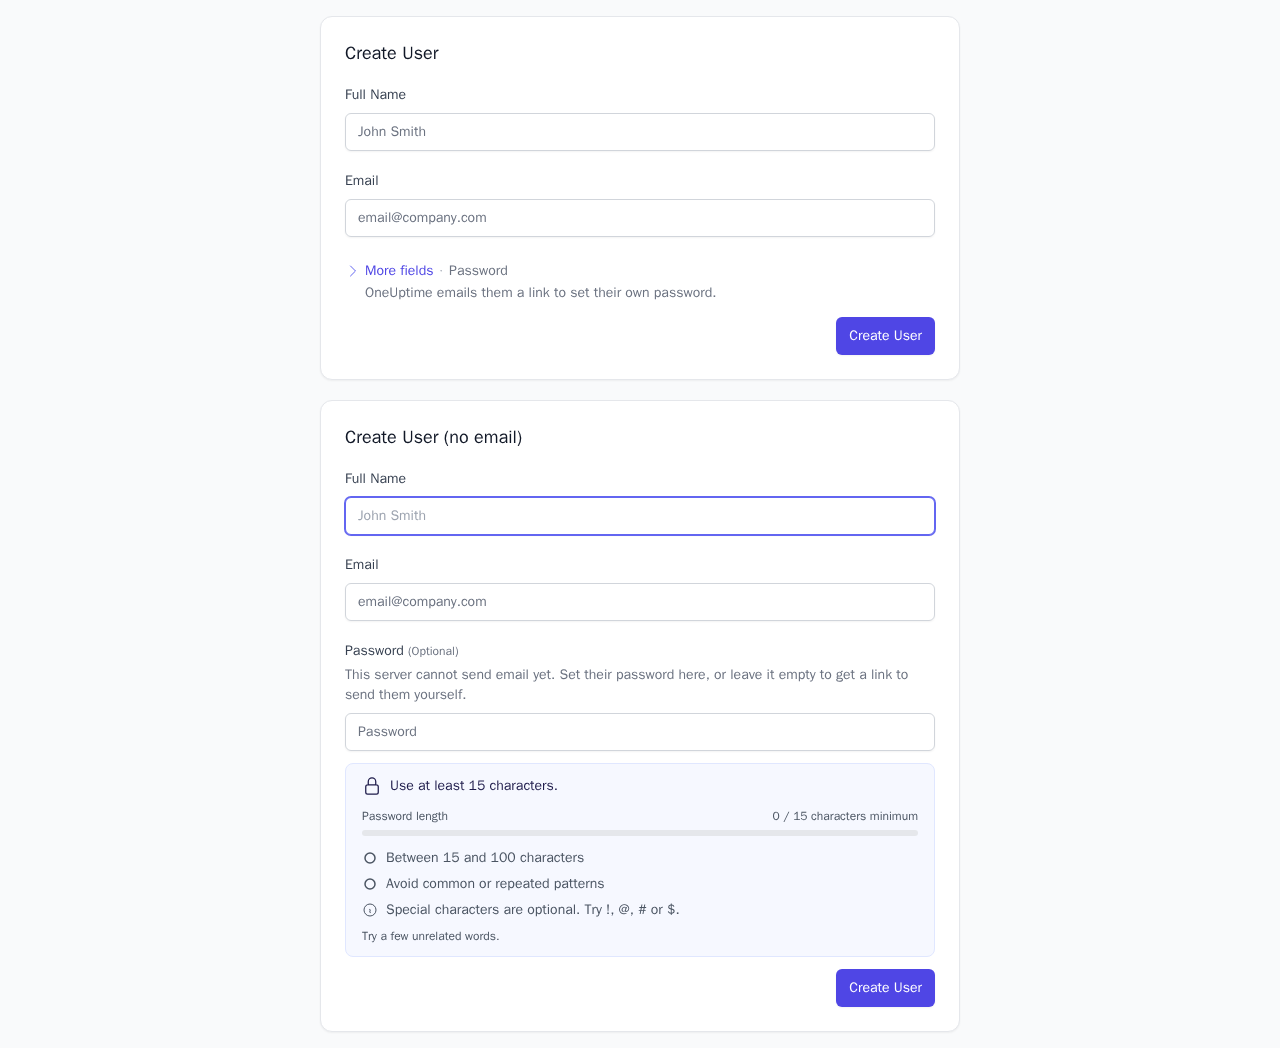 Create User
Full Name
John Smith
Email
email@company.com
More fields · Password
OneUptime emails them a link to set their own password.
Create User
Create User (no email)
Full Name
John Smith
Email
email@company.com
Password (Optional)
This server cannot send email yet. Set their password here, or leave it empty to get a link to
send them yourself.
Password
Use at least 15 characters.
Password length 0 / 15 characters minimum
Between 15 and 100 characters
Avoid common or repeated patterns
Special characters are optional. Try !, @, # or $.
Try a few unrelated words.
Create User